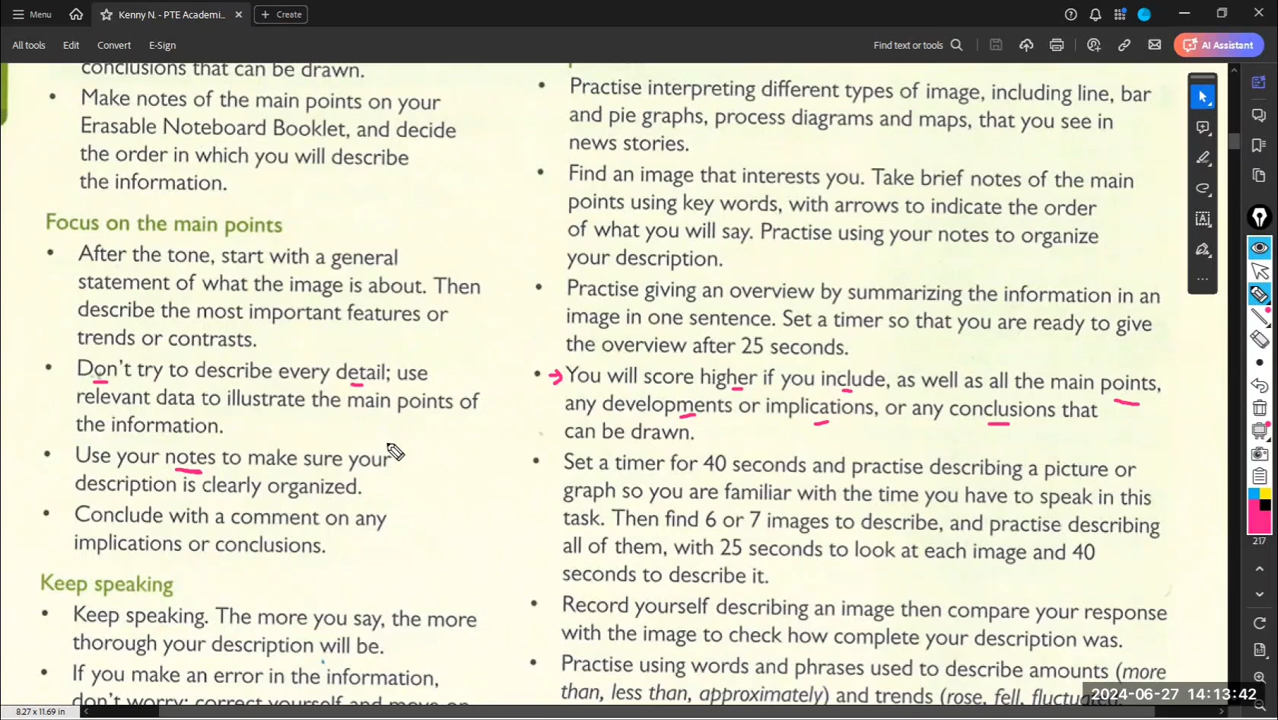 Menu
Kenny N. - PTE Academi...
Create
All tools
Edit
Convert
E-Sign
Find text or tools
AI Assistant
conclusions that can be drawn.
• Make notes of the main points on your
Erasable Noteboard Booklet, and decide
the order in which you will describe
the information.
Focus on the main points
• After the tone, start with a general
statement of what the image is about. Then
describe the most important features or
trends or contrasts.
• Don't try to describe every detail; use
relevant data to illustrate the main points of
the information.
• Use your notes to make sure your
description is clearly organized.
• Conclude with a comment on any
implications or conclusions.
Keep speaking
• Keep speaking. The more you say, the more
thorough your description will be.
• If you make an error in the information,
don't worry; correct yourself and move on
• Practise interpreting different types of image, including line, bar
and pie graphs, process diagrams and maps, that you see in
news stories.
• Find an image that interests you. Take brief notes of the main
points using key words, with arrows to indicate the order
of what you will say. Practise using your notes to organize
your description.
• Practise giving an overview by summarizing the information in an
image in one sentence. Set a timer so that you are ready to give
the overview after 25 seconds.
• You will score higher if you include, as well as all the main points,
any developments or implications, or any conclusions that
can be drawn.
• Set a timer for 40 seconds and practise describing a picture or
graph so you are familiar with the time you have to speak in this
task. Then find 6 or 7 images to describe, and practise describing
all of them, with 25 seconds to look at each image and 40
seconds to describe it.
• Record yourself describing an image then compare your response
with the image to check how complete your description was.
• Practise using words and phrases used to describe amounts (more
than, less than, approximately) and trends (rose, fell, fluctuated
217
8.27 x 11.69 in
2024-06-27 14:13:42